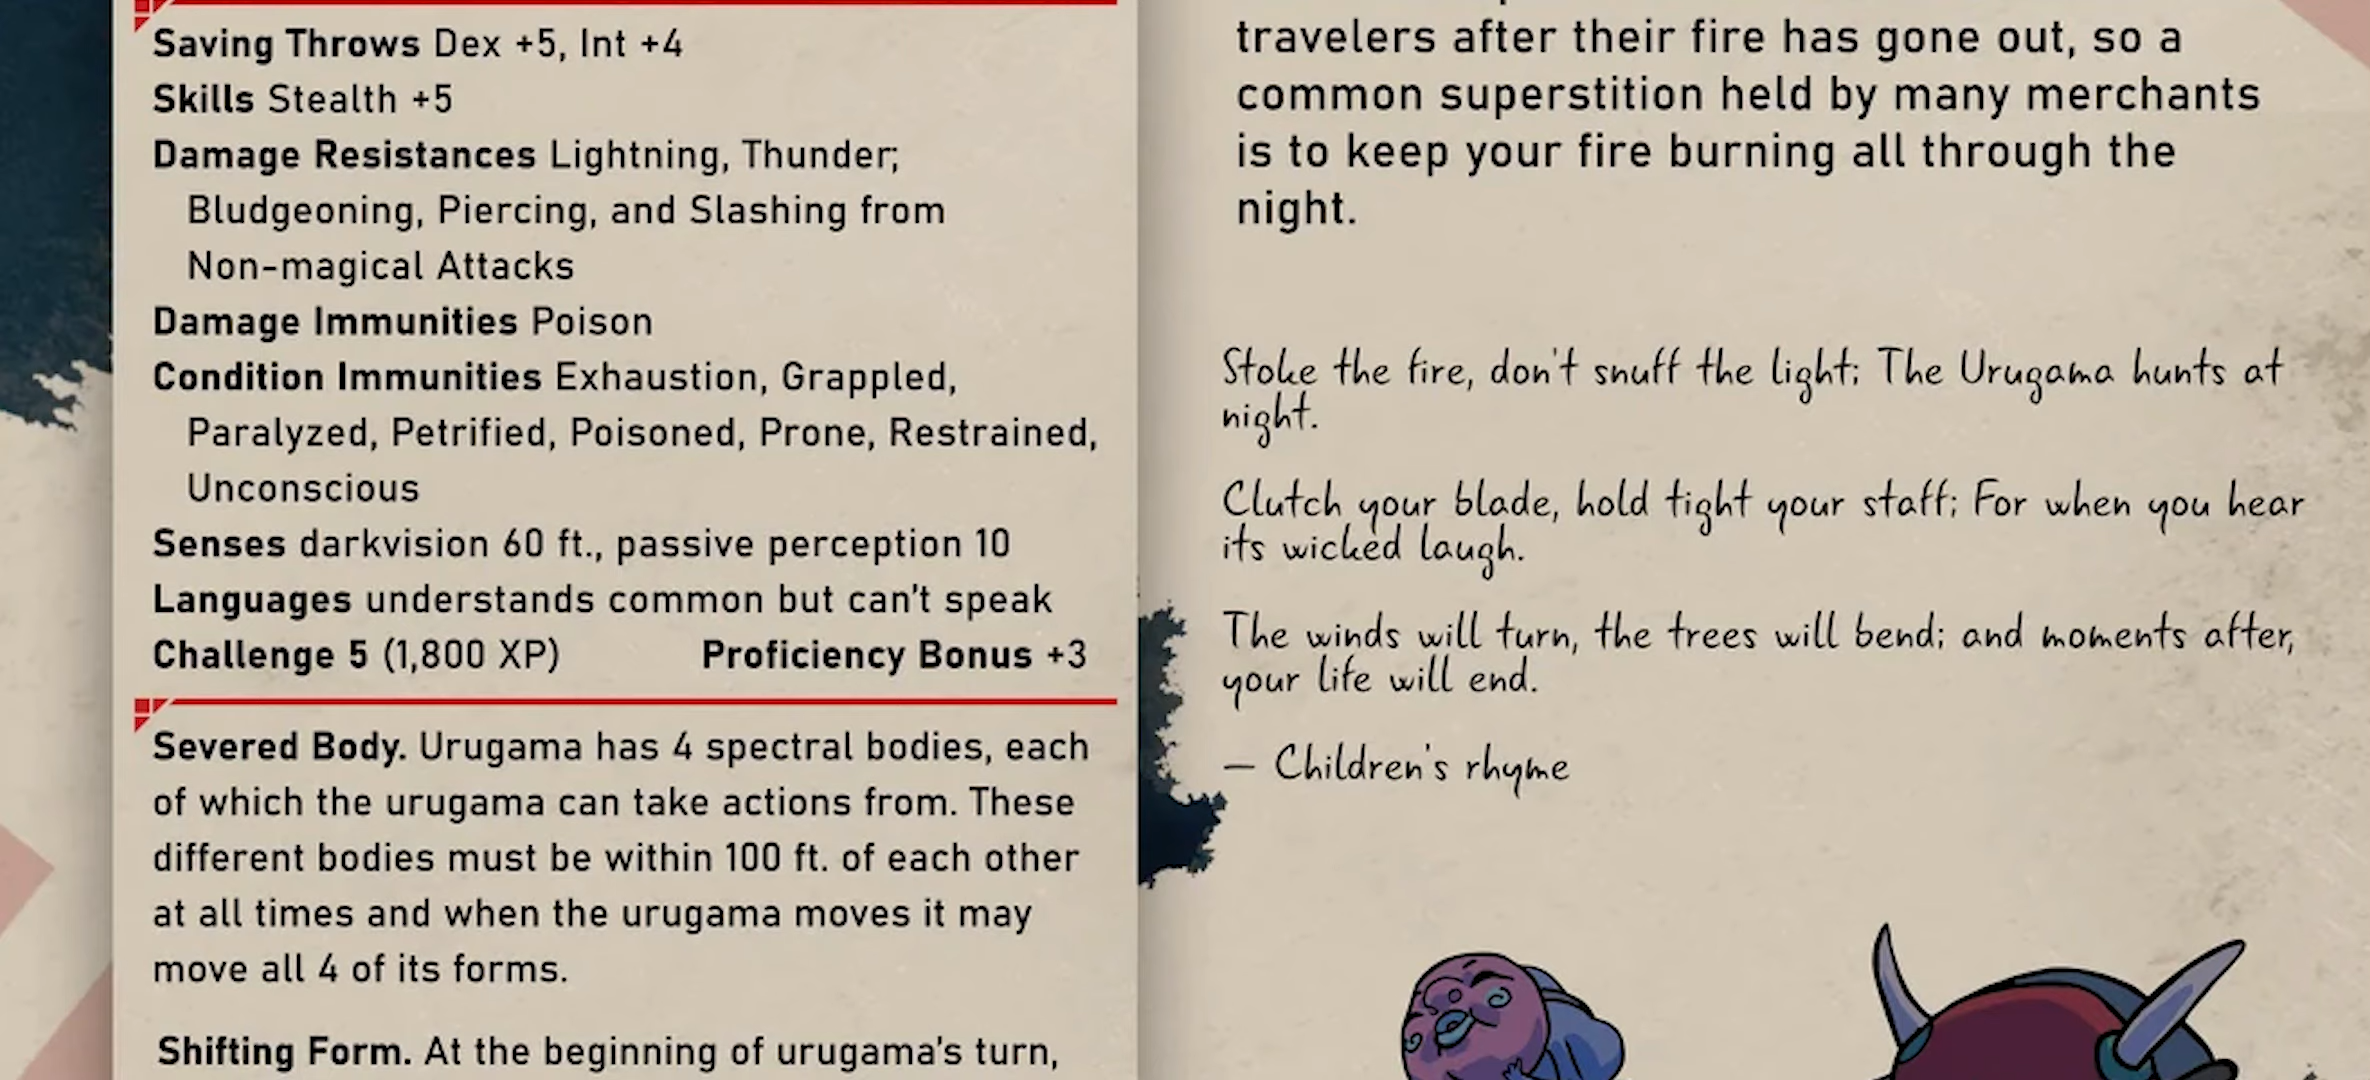 Saving Throws Dex +5, Int +4
Skills Stealth +5
Damage Resistances Lightning, Thunder;
Bludgeoning, Piercing, and Slashing from
Non-magical Attacks
Damage Immunities Poison
Condition Immunities Exhaustion, Grappled,
Paralyzed, Petrified, Poisoned, Prone, Restrained,
Unconscious
Senses darkvision 60 ft., passive perception 10
Languages understands common but can't speak
Challenge 5 (1,800 XP) Proficiency Bonus +3
Severed Body. Urugama has 4 spectral bodies, each
of which the urugama can take actions from. These
different bodies must be within 100 ft. of each other
at all times and when the urugama moves it may
move all 4 of its forms.
Shifting Form. At the beginning of urugama's turn,
travelers after their fire has gone out, so a
common superstition held by many merchants
is to keep your fire burning all through the
night.
Stoke the fire, don't snuff the light; The Urugama hunts at
night.
Clutch your blade, hold tight your staff; For when you hear
its wicked laugh.
The winds will turn, the trees will bend; and moments after,
your life will end.
— Children's rhyme